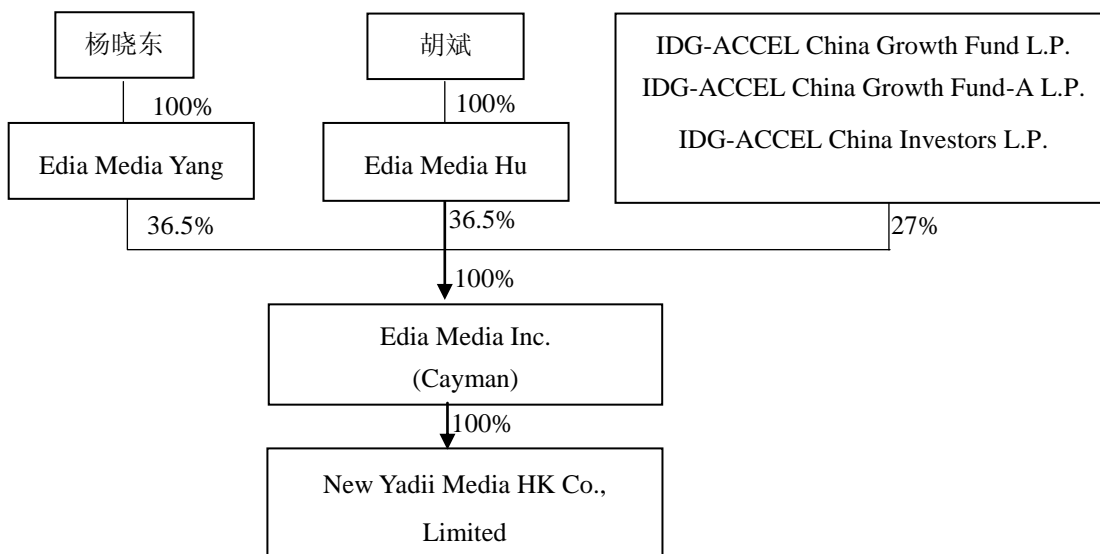 杨晓东
胡斌
IDG-ACCEL China Growth Fund L.P.
IDG-ACCEL China Growth Fund-A L.P.
IDG-ACCEL China Investors L.P.
100%
100%
Edia Media Yang
Edia Media Hu
36.5%
36.5%
27%
100%
Edia Media Inc.
(Cayman)
100%
New Yadii Media HK Co.,
Limited